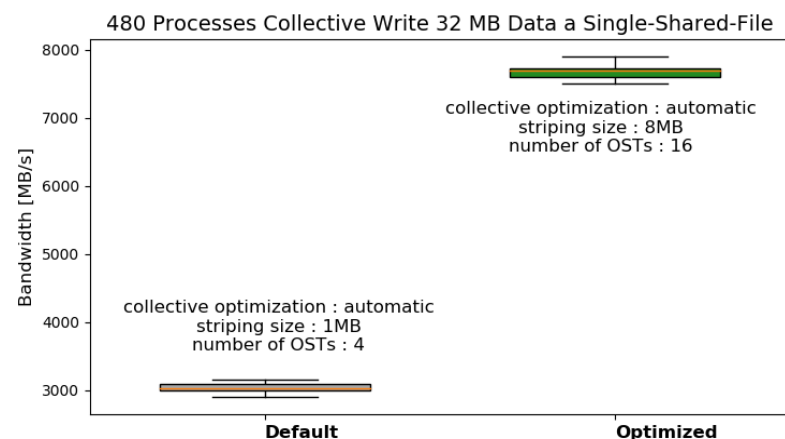 480 Processes Collective Write 32 MB Data a Single-Shared-File
8000
7000
6000
5000
4000
3000
Bandwidth [MB/s]
collective optimization : automatic
striping size : 8MB
number of OSTs : 16
collective optimization : automatic
striping size : 1MB
number of OSTs : 4
Default
Optimized